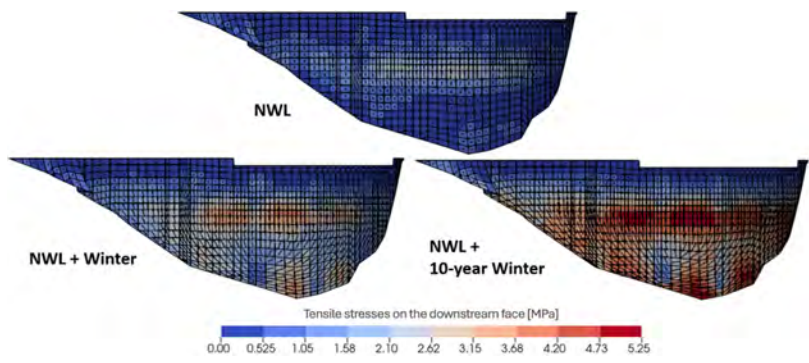 NWL
NWL + Winter
NWL +
10-year Winter
Tensile stresses on the downstream face [MPa]
0.00 0.525 1.05 1.58 2.10 2.62 3.15 3.68 4.20 4.73 5.25